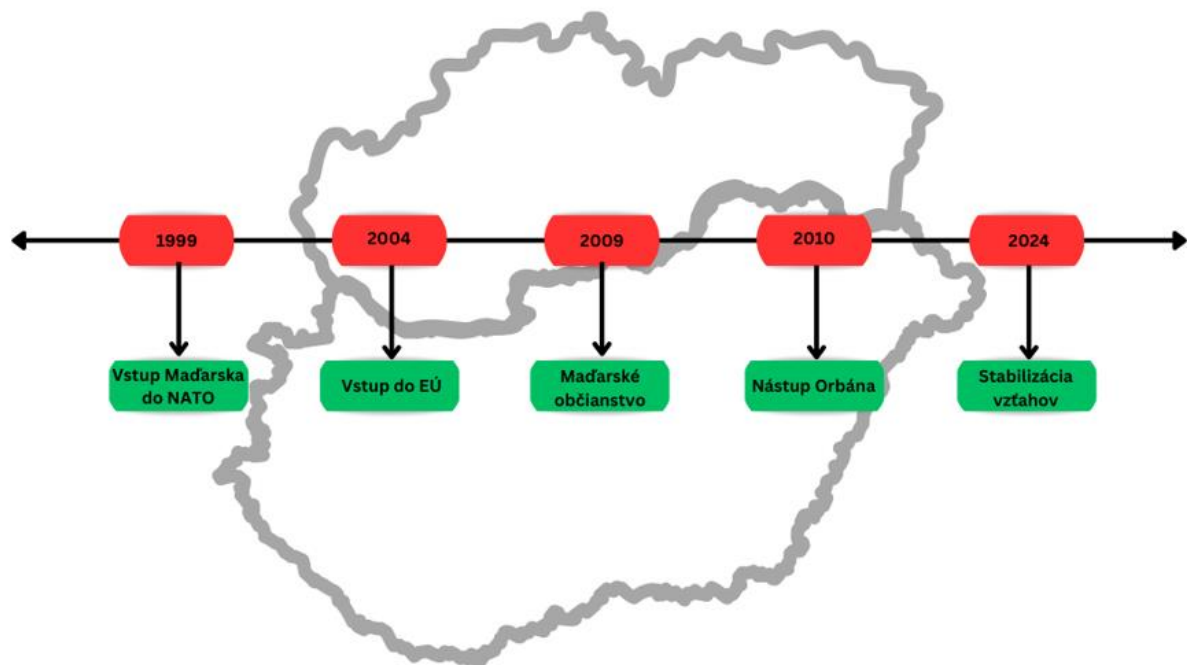 1999
2004
2009
2010
2024
Vstup Maďarska
do NATO
Vstup do EÚ
Maďarské
občianstvo
Nástup Orbána
Stabilizácia
vzťahov